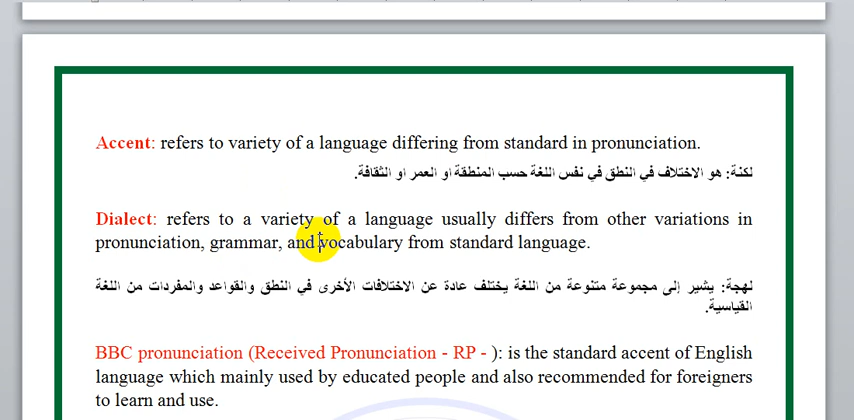 Accent: refers to variety of a language differing from standard in pronunciation.
لكنة: هو الاختلاف في النطق في نفس اللغة حسب المنطقة او العمر او الثقافة.
Dialect: refers to a variety of a language usually differs from other variations in
pronunciation, grammar, and vocabulary from standard language.
لهجة: يشير إلى مجموعة متنوعة من اللغة يختلف عادة عن الاختلافات الأخرى في النطق والقواعد والمفردات من اللغة
القياسية.
BBC pronunciation (Received Pronunciation - RP - ): is the standard accent of English
language which mainly used by educated people and also recommended for foreigners
to learn and use.